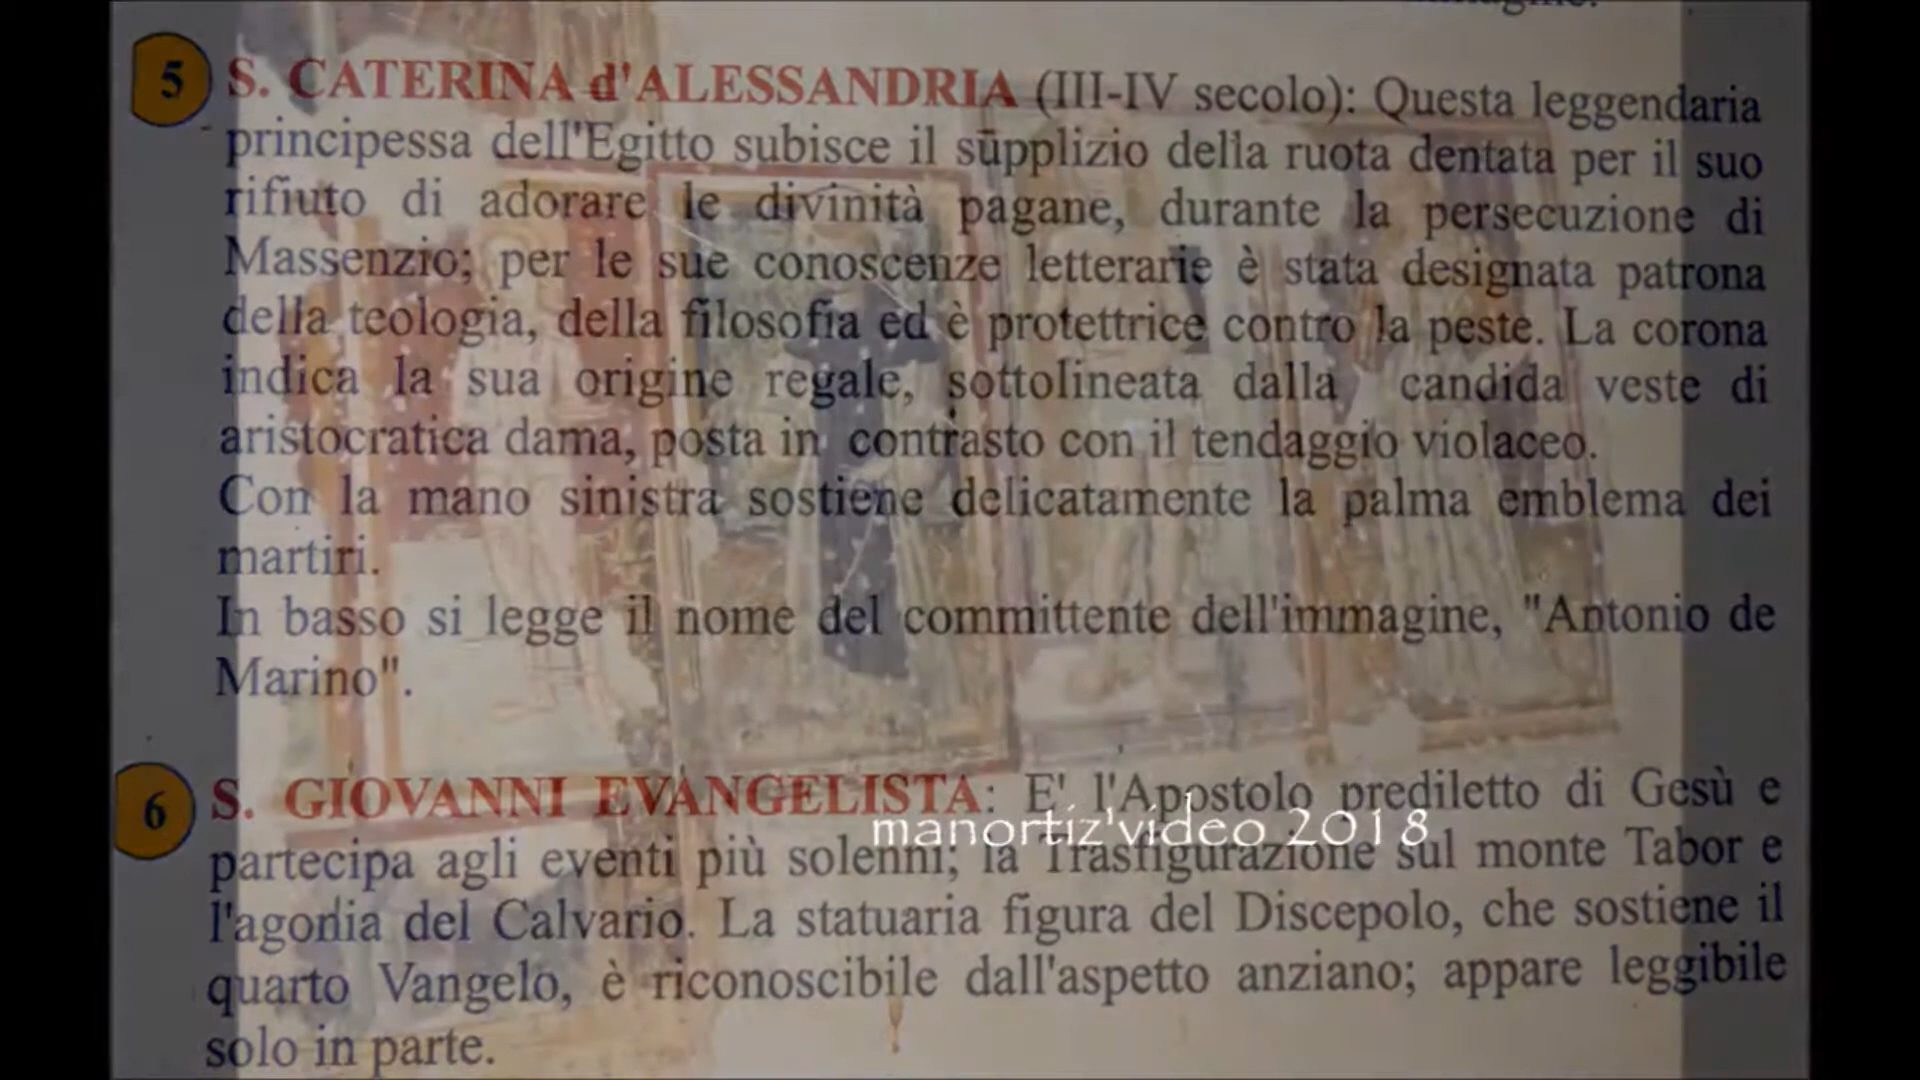 5 S. CATERINA d'ALESSANDRIA (III-IV secolo): Questa leggendaria
principessa dell'Egitto subisce il supplizio della ruota dentata per il suo
rifiuto di adorare le divinità pagane, durante la persecuzione di
Massenzio; per le sue conoscenze letterarie è stata designata patrona
della teologia, della filosofia ed è protettrice contro la peste. La corona
indica la sua origine regale, sottolineata dalla candida veste di
aristocratica dama, posta in contrasto con il tendaggio violaceo.
Con la mano sinistra sostiene delicatamente la palma emblema dei
martiri.
In basso si legge il nome del committente dell'immagine, "Antonio de
Marino".
6 S. GIOVANNI EVANGELISTA: E' l'Apostolo prediletto di Gesù e
manortiz'video 2018
partecipa agli eventi più solenni; la Trasfigurazione sul monte Tabor e
l'agonia del Calvario. La statuaria figura del Discepolo, che sostiene il
quarto Vangelo, è riconoscibile dall'aspetto anziano; appare leggibile
solo in parte.